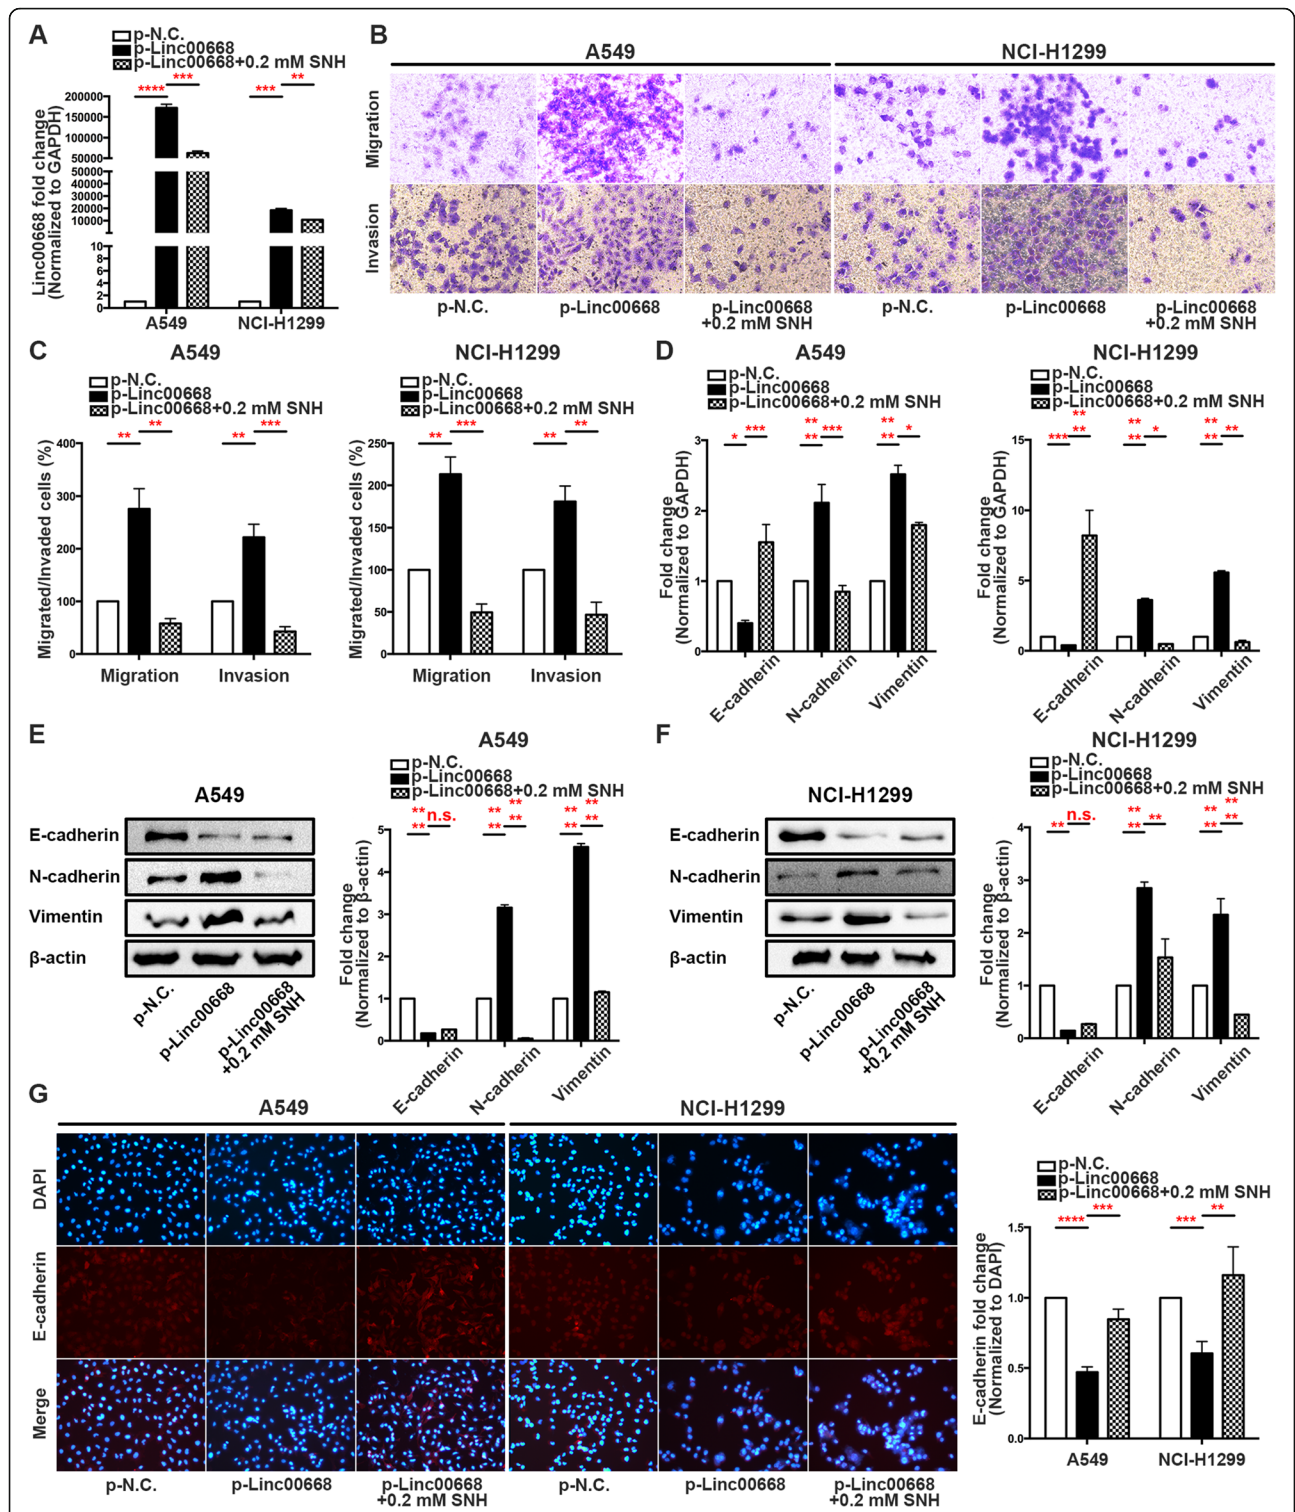 A
p-N.C.
p-Linc00668
p-Linc00668+0.2 mM SNH
**** *** *** **
Linc00668 fold change
(Normalized to GAPDH)
200000
150000
100000
50000
50000
40000
30000
20000
10000
10
8
6
4
2
0
A549 NCI-H1299
B
A549 NCI-H1299
Migration
Invasion
p-N.C. p-Linc00668 p-Linc00668
+0.2 mM SNH
p-N.C. p-Linc00668 p-Linc00668
+0.2 mM SNH
C
A549
p-N.C.
p-Linc00668
p-Linc00668+0.2 mM SNH
** ** ** ***
Migrated/Invaded cells (%)
400
300
200
100
0
Migration Invasion
NCI-H1299
p-N.C.
p-Linc00668
p-Linc00668+0.2 mM SNH
** *** ** **
Migrated/Invaded cells (%)
250
200
150
100
50
0
Migration Invasion
D
A549
p-N.C.
p-Linc00668
p-Linc00668+0.2 mM SNH
* *** **** *** **** *
Fold change
(Normalized to GAPDH)
3
2
1
0
E-cadherin N-cadherin Vimentin
NCI-H1299
p-N.C.
p-Linc00668
p-Linc00668+0.2 mM SNH
*** **** **** * **** **
Fold change
(Normalized to GAPDH)
15
10
5
0
E-cadherin N-cadherin Vimentin
E
A549
E-cadherin
N-cadherin
Vimentin
β-actin
p-N.C. p-Linc00668 p-Linc00668
+0.2 mM SNH
A549
p-N.C.
p-Linc00668
p-Linc00668+0.2 mM SNH
**** n.s. **** **** **** ****
Fold change
(Normalized to β-actin)
5
4
3
2
1
0
E-cadherin N-cadherin Vimentin
F
NCI-H1299
E-cadherin
N-cadherin
Vimentin
β-actin
p-N.C. p-Linc00668 p-Linc00668
+0.2 mM SNH
NCI-H1299
p-N.C.
p-Linc00668
p-Linc00668+0.2 mM SNH
** n.s. **** ** **** ****
Fold change
(Normalized to β-actin)
4
3
2
1
0
E-cadherin N-cadherin Vimentin
G
A549 NCI-H1299
DAPI
E-cadherin
Merge
p-N.C. p-Linc00668 p-Linc00668
+0.2 mM SNH
p-N.C. p-Linc00668 p-Linc00668
+0.2 mM SNH
p-N.C.
p-Linc00668
p-Linc00668+0.2 mM SNH
**** *** *** **
E-cadherin fold change
(Normalized to DAPI)
1.5
1.0
0.5
0.0
A549 NCI-H1299